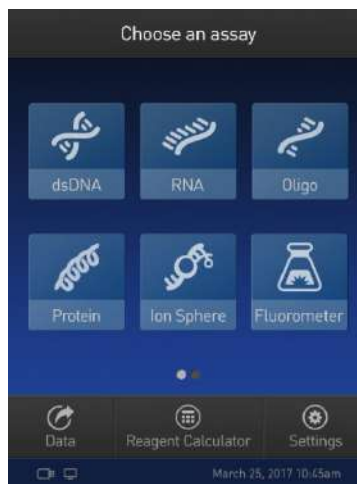 Choose an assay
dsDNA RNA Oligo
Protein Ion Sphere Fluorometer
Data Reagent Calculator Settings
March 25, 2017 10:45am